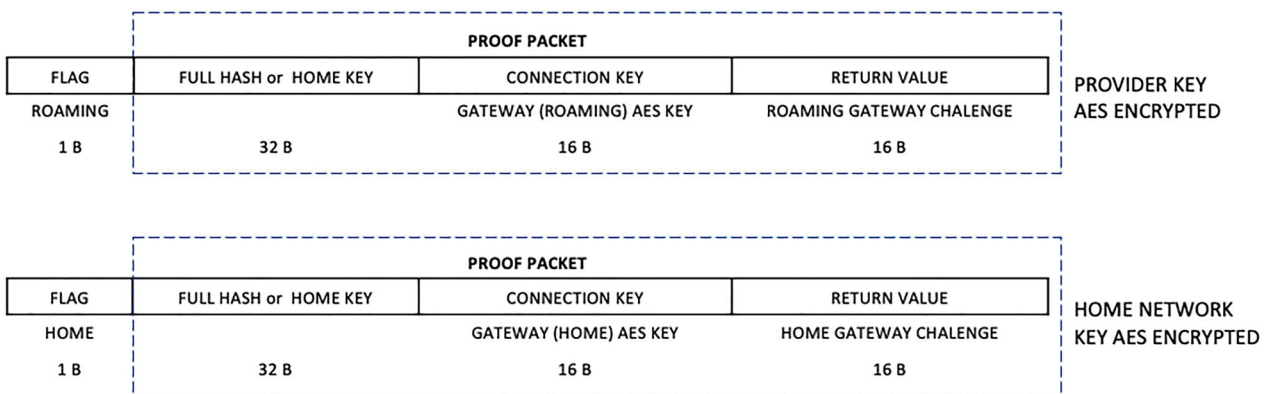 PROOF PACKET
FLAG FULL HASH or HOME KEY CONNECTION KEY RETURN VALUE
ROAMING GATEWAY (ROAMING) AES KEY ROAMING GATEWAY CHALENGE
1 B 32 B 16 B 16 B
PROVIDER KEY
AES ENCRYPTED
PROOF PACKET
FLAG FULL HASH or HOME KEY CONNECTION KEY RETURN VALUE
HOME GATEWAY (HOME) AES KEY HOME GATEWAY CHALENGE
1 B 32 B 16 B 16 B
HOME NETWORK
KEY AES ENCRYPTED